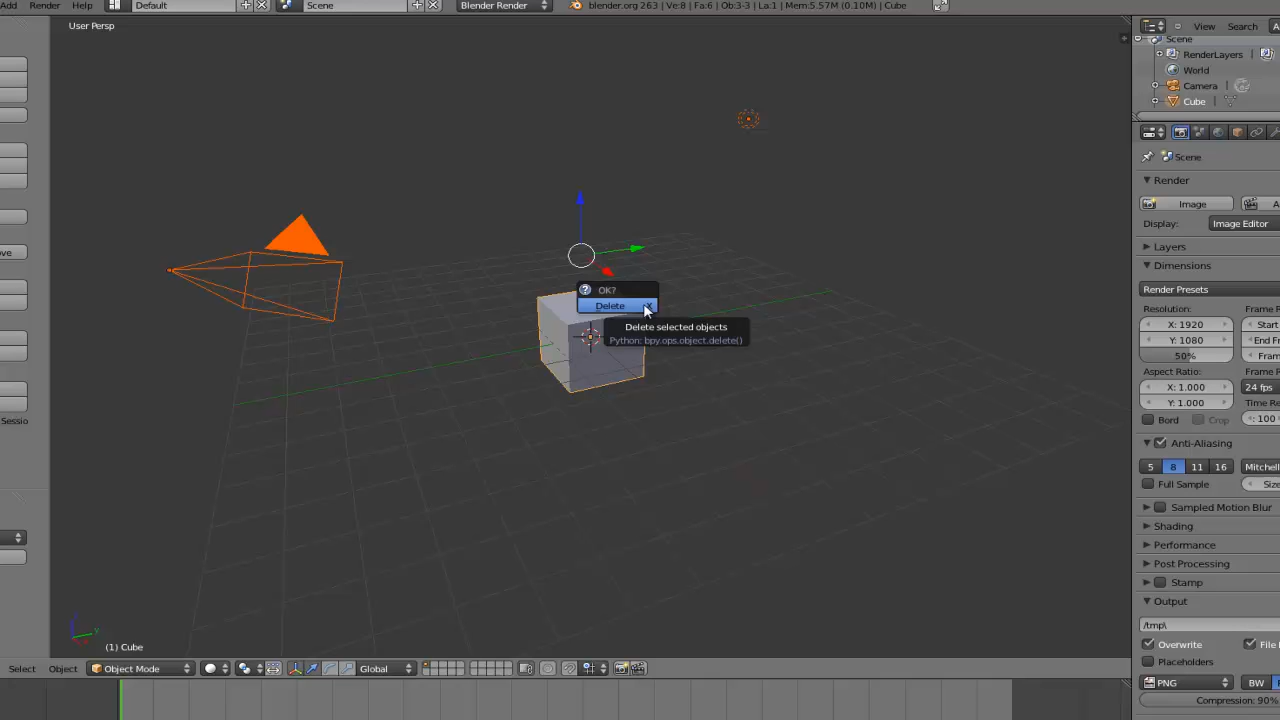 Add Render Help Default Scene Blender Render blender.org 263 | Ve:8 | Fa:6 | Ob:3-3 | La:1 | Mem:5.57M (0.10M) | Cube
User Persp
View Search
Scene
RenderLayers
World
Camera
Cube
Scene
Render
Image
Display: Image Editor
Layers
Dimensions
Render Presets
Resolution: Frame R
X: 1920 Start
Y: 1080 End Fr
50% Fram
Aspect Ratio: Frame R
X: 1.000 24 fps
Y: 1.000 Time Re
Bord Crop : 100
Anti-Aliasing
5 8 11 16 Mitchell
Full Sample Size
Sampled Motion Blur
Shading
Performance
Post Processing
Stamp
Output
/tmp\
Overwrite File
Placeholders
PNG BW
Compression: 90%
OK?
Delete X
Delete selected objects
Python: bpy.ops.object.delete()
ove
Sessio
z
y
(1) Cube
Select Object Object Mode Global